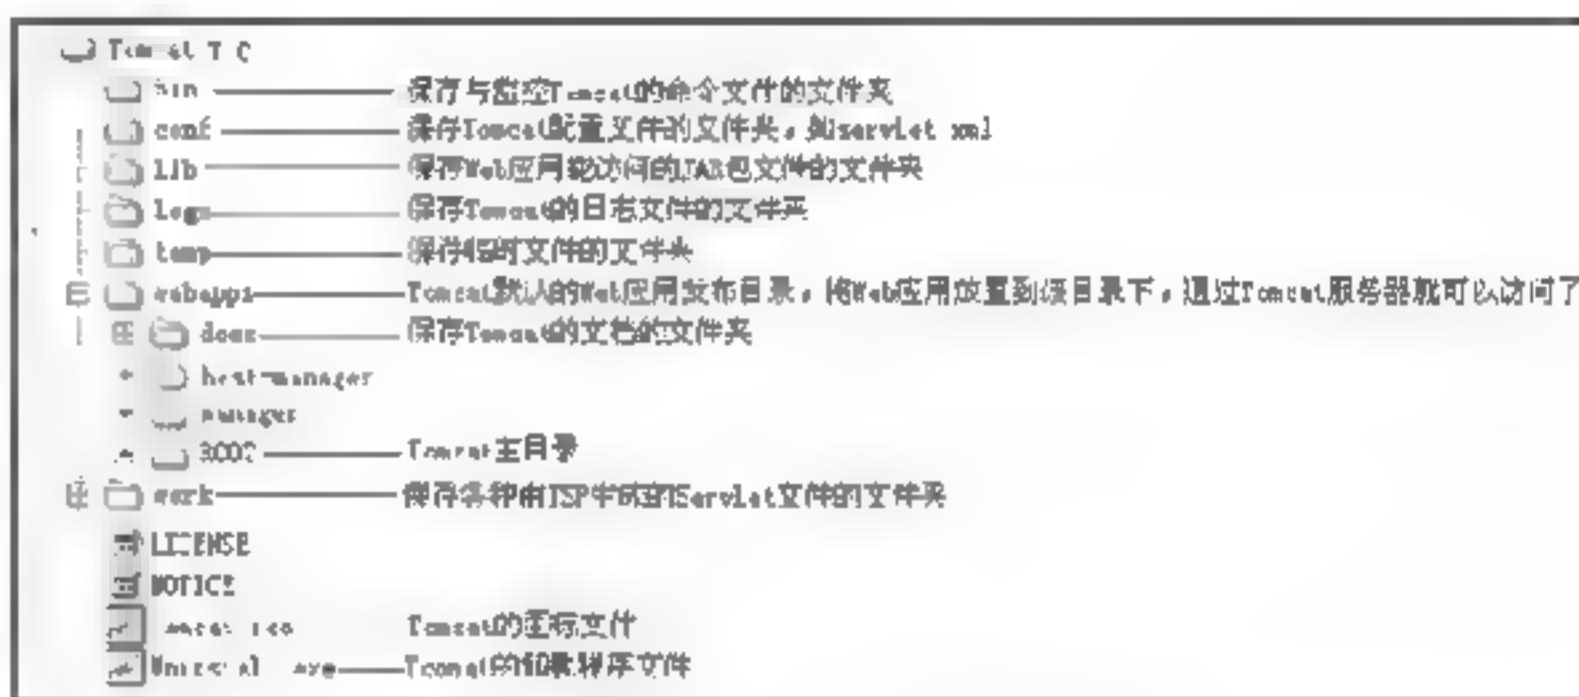 Tomcat 7.0
bin 保存与监控Tomcat的命令文件的文件夹
conf 保存Tomcat配置文件的文件夹，如servlet xml
lib 保存Web应用能访问的JAR包文件的文件夹
logs 保存Tomcat的日志文件的文件夹
temp 保存临时文件的文件夹
webapps Tomcat默认的Web应用发布目录，将Web应用放置到该目录下，通过Tomcat服务器就可以访问了
docs 保存Tomcat的文档的文件夹
host-manager
manager
ROOT Tomcat主目录
work 保存各种由JSP生成的Servlet文件的文件夹
LICENSE
NOTICE
tomcat.ico Tomcat的图标文件
Uninstall.exe Tomcat的卸载程序文件